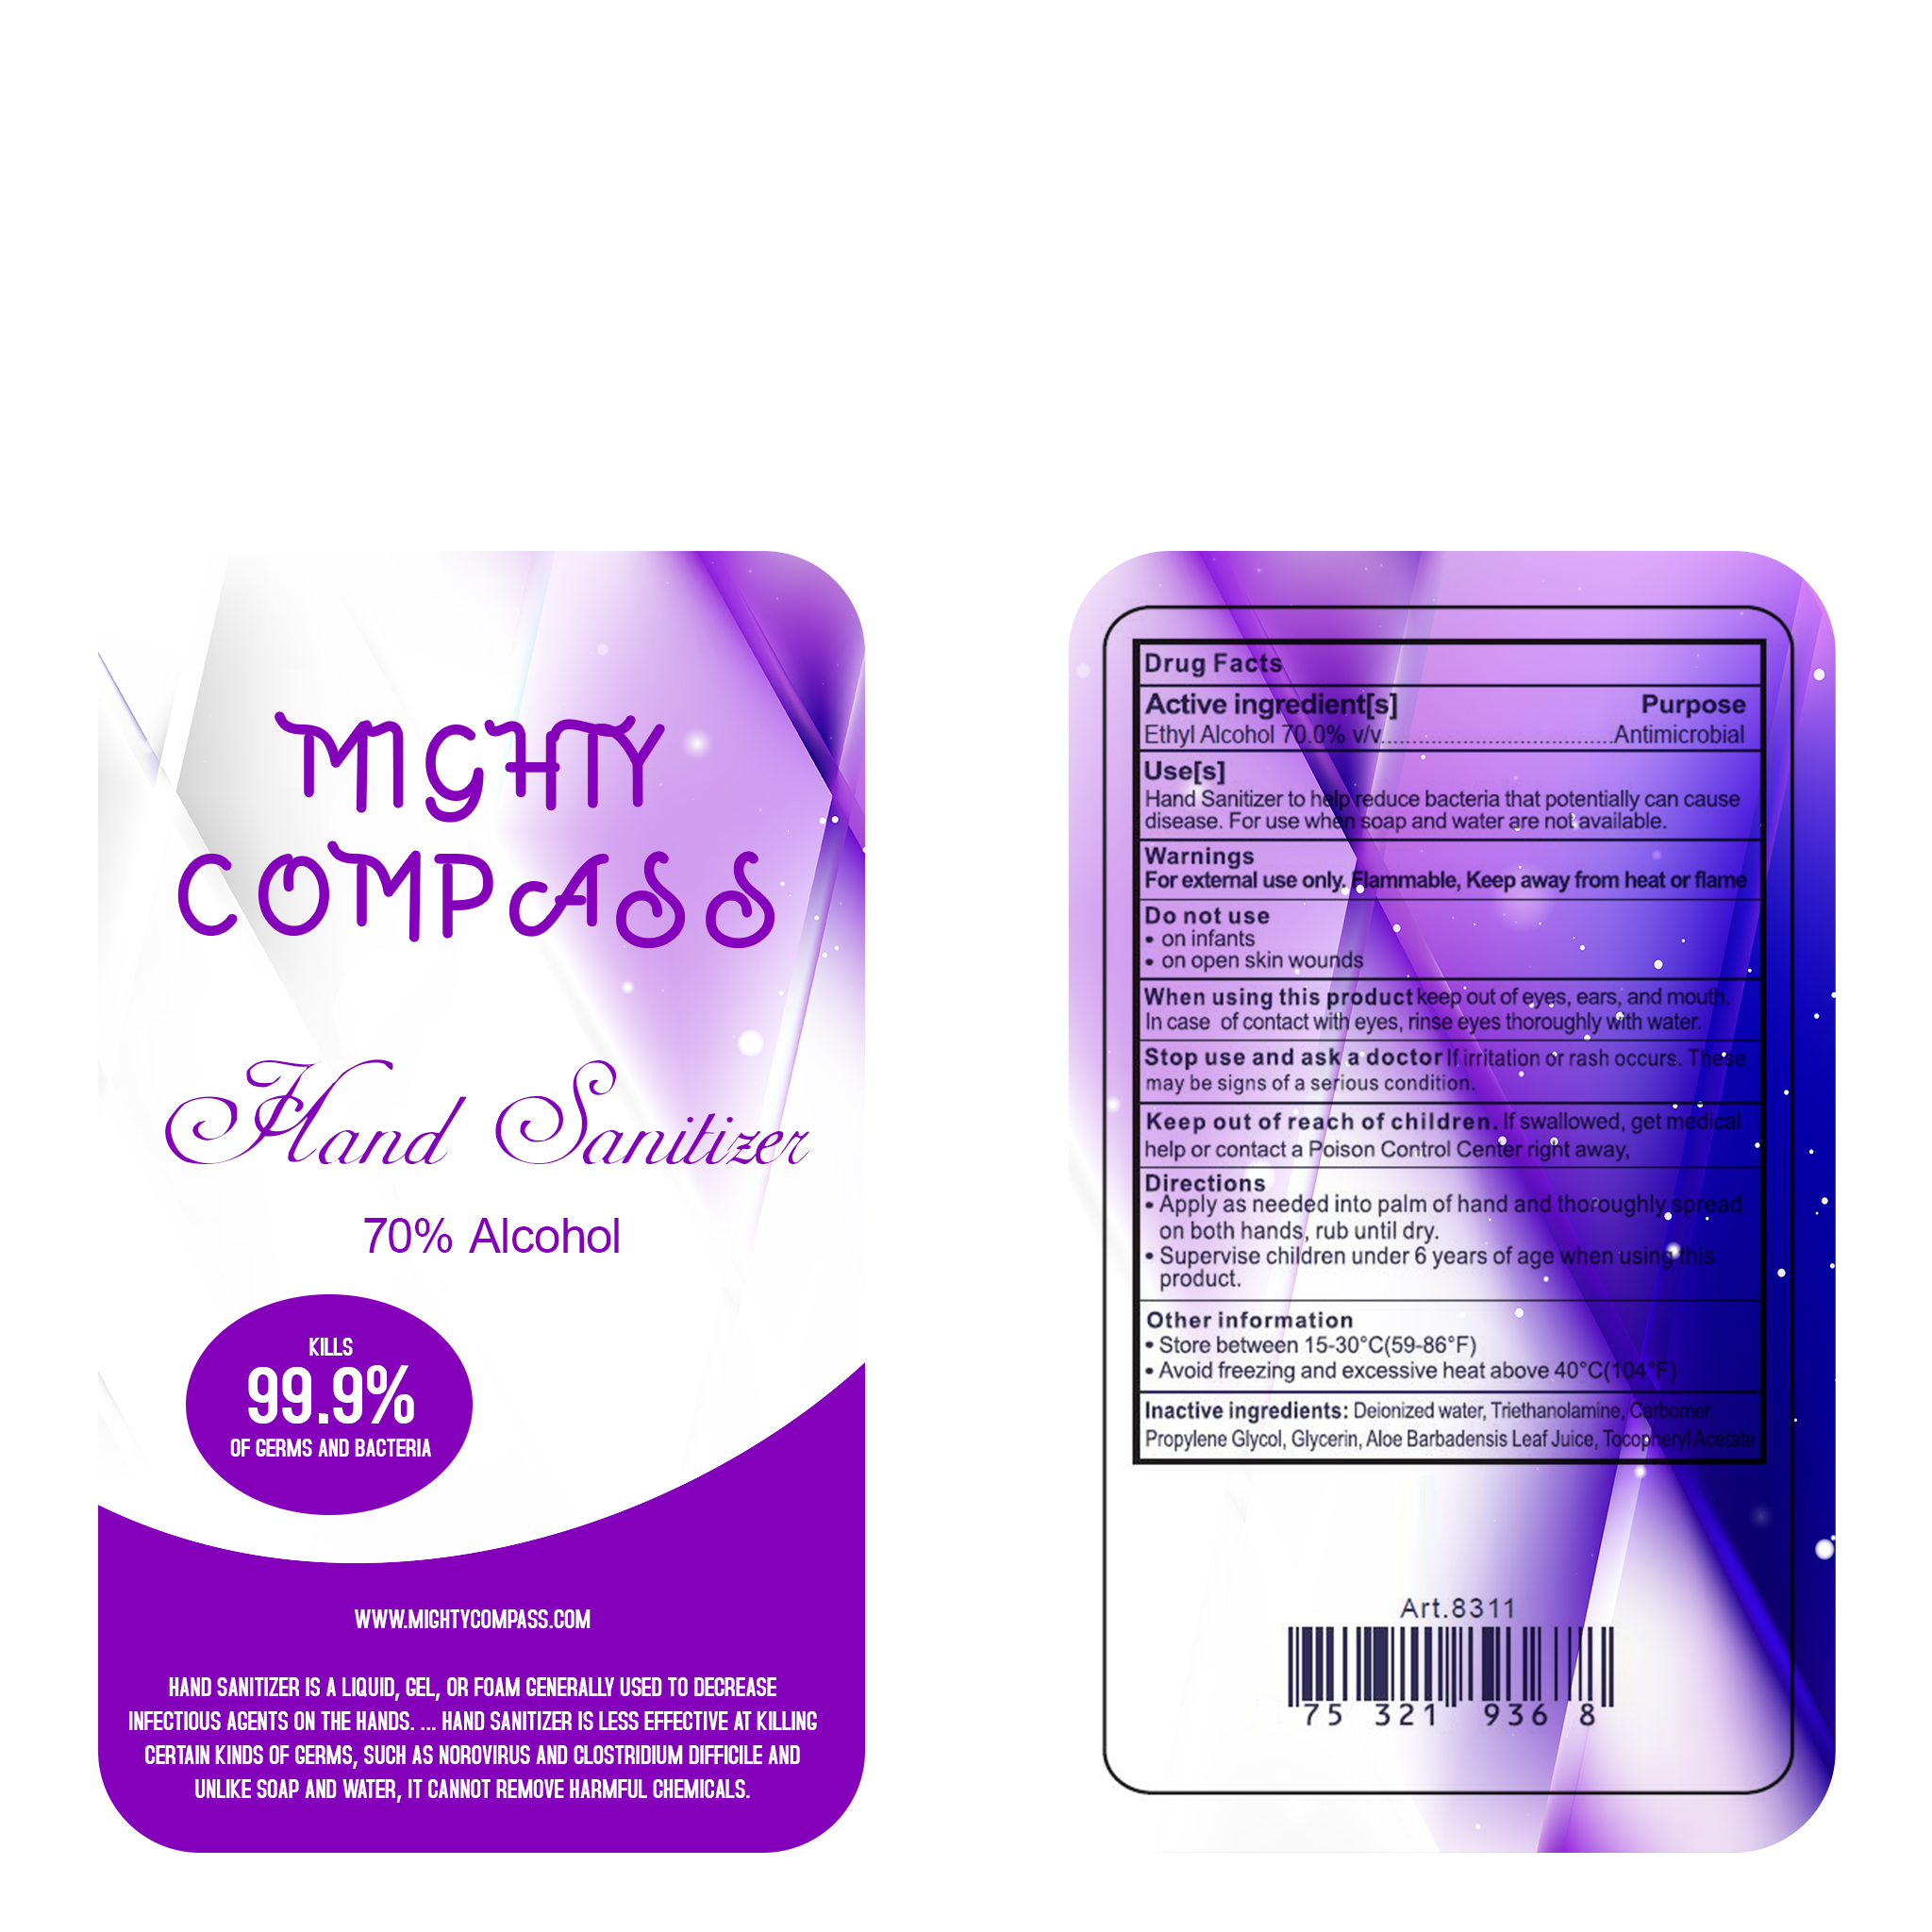 MIGHTY
COMPASS
Hand Sanitizer
70% Alcohol
KILLS
99.9%
OF GERMS AND BACTERIA
WWW.MIGHTYCOMPASS.COM
HAND SANITIZER IS A LIQUID, GEL, OR FOAM GENERALLY USED TO DECREASE
INFECTIOUS AGENTS ON THE HANDS. ... HAND SANITIZER IS LESS EFFECTIVE AT KILLING
CERTAIN KINDS OF GERMS, SUCH AS NOROVIRUS AND CLOSTRIDIUM DIFFICILE AND
UNLIKE SOAP AND WATER, IT CANNOT REMOVE HARMFUL CHEMICALS.
Drug Facts
Active ingredient[s] Purpose
Ethyl Alcohol 70.0% v/v....................................Antimicrobial
Use[s]
Hand Sanitizer to help reduce bacteria that potentially can cause
disease. For use when soap and water are not available.
Warnings
For external use only. Flammable, Keep away from heat or flame
Do not use
• on infants
• on open skin wounds
When using this product keep out of eyes, ears, and mouth.
In case of contact with eyes, rinse eyes thoroughly with water.
Stop use and ask a doctor If irritation or rash occurs. These
may be signs of a serious condition.
Keep out of reach of children. If swallowed, get medical
help or contact a Poison Control Center right away,
Directions
• Apply as needed into palm of hand and thoroughly spread
on both hands, rub until dry.
• Supervise children under 6 years of age when using this
product.
Other information
• Store between 15-30°C(59-86°F)
• Avoid freezing and excessive heat above 40°C(104°F)
Inactive ingredients: Deionized water, Triethanolamine, Carbomer,
Propylene Glycol, Glycerin, Aloe Barbadensis Leaf Juice, Tocopheryl Acetate
Art.8311
75 321 936 8